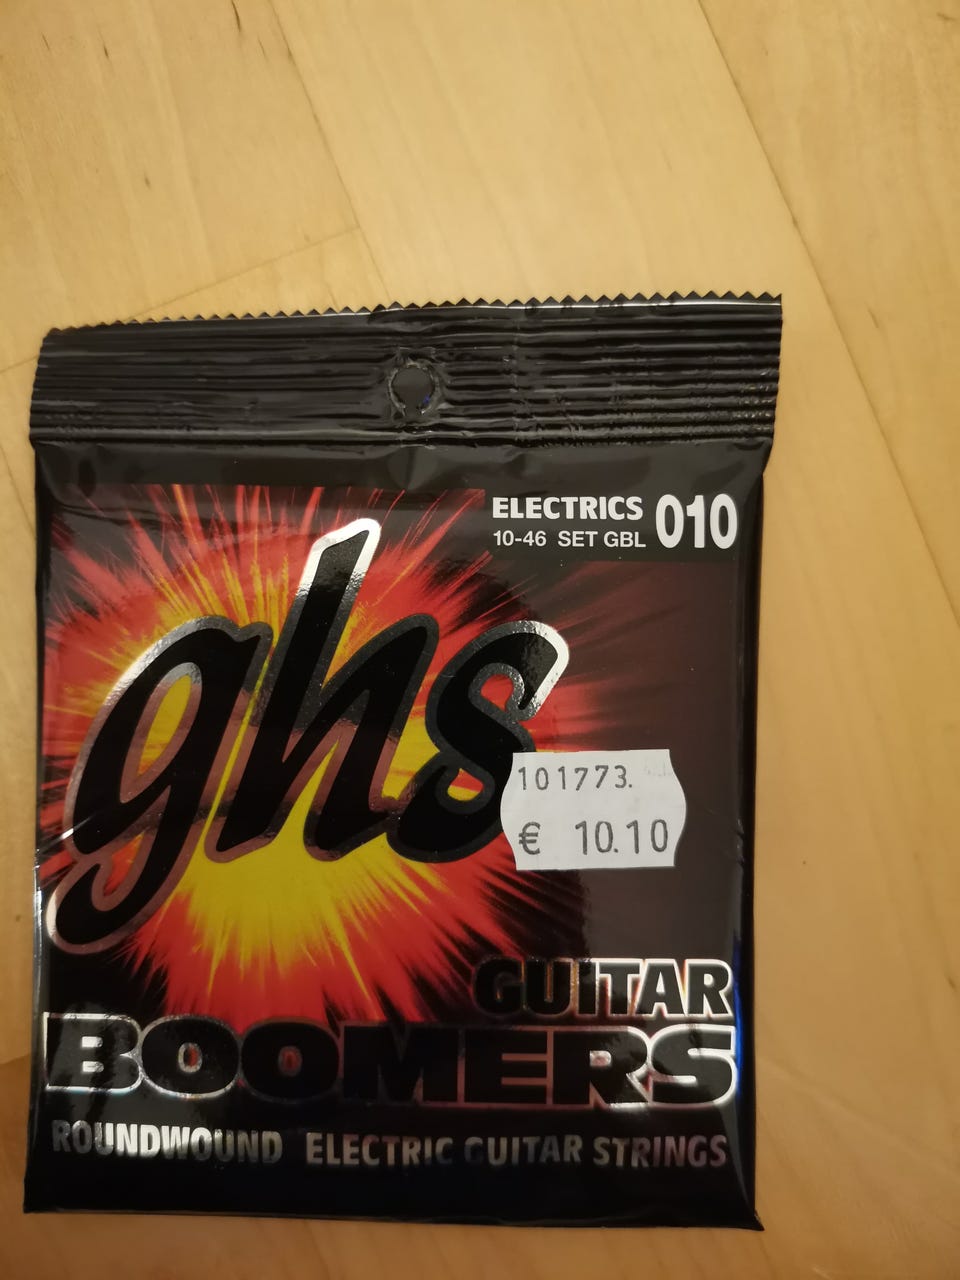 ELECTRICS 010
10-46 SET GBL
ghs
101773.
€ 10.10
GUITAR
BOOMERS
ROUNDWOUND ELECTRIC GUITAR STRINGS